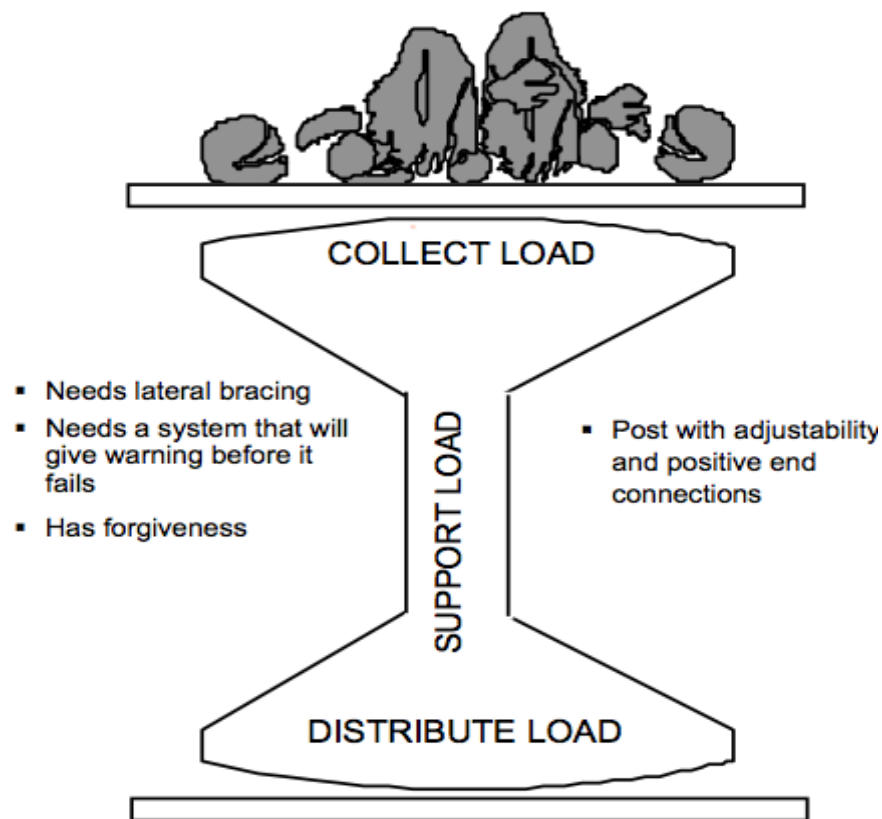 COLLECT LOAD
▪ Needs lateral bracing
▪ Needs a system that will
give warning before it
fails
▪ Has forgiveness
SUPPORT LOAD
▪ Post with adjustability
and positive end
connections
DISTRIBUTE LOAD